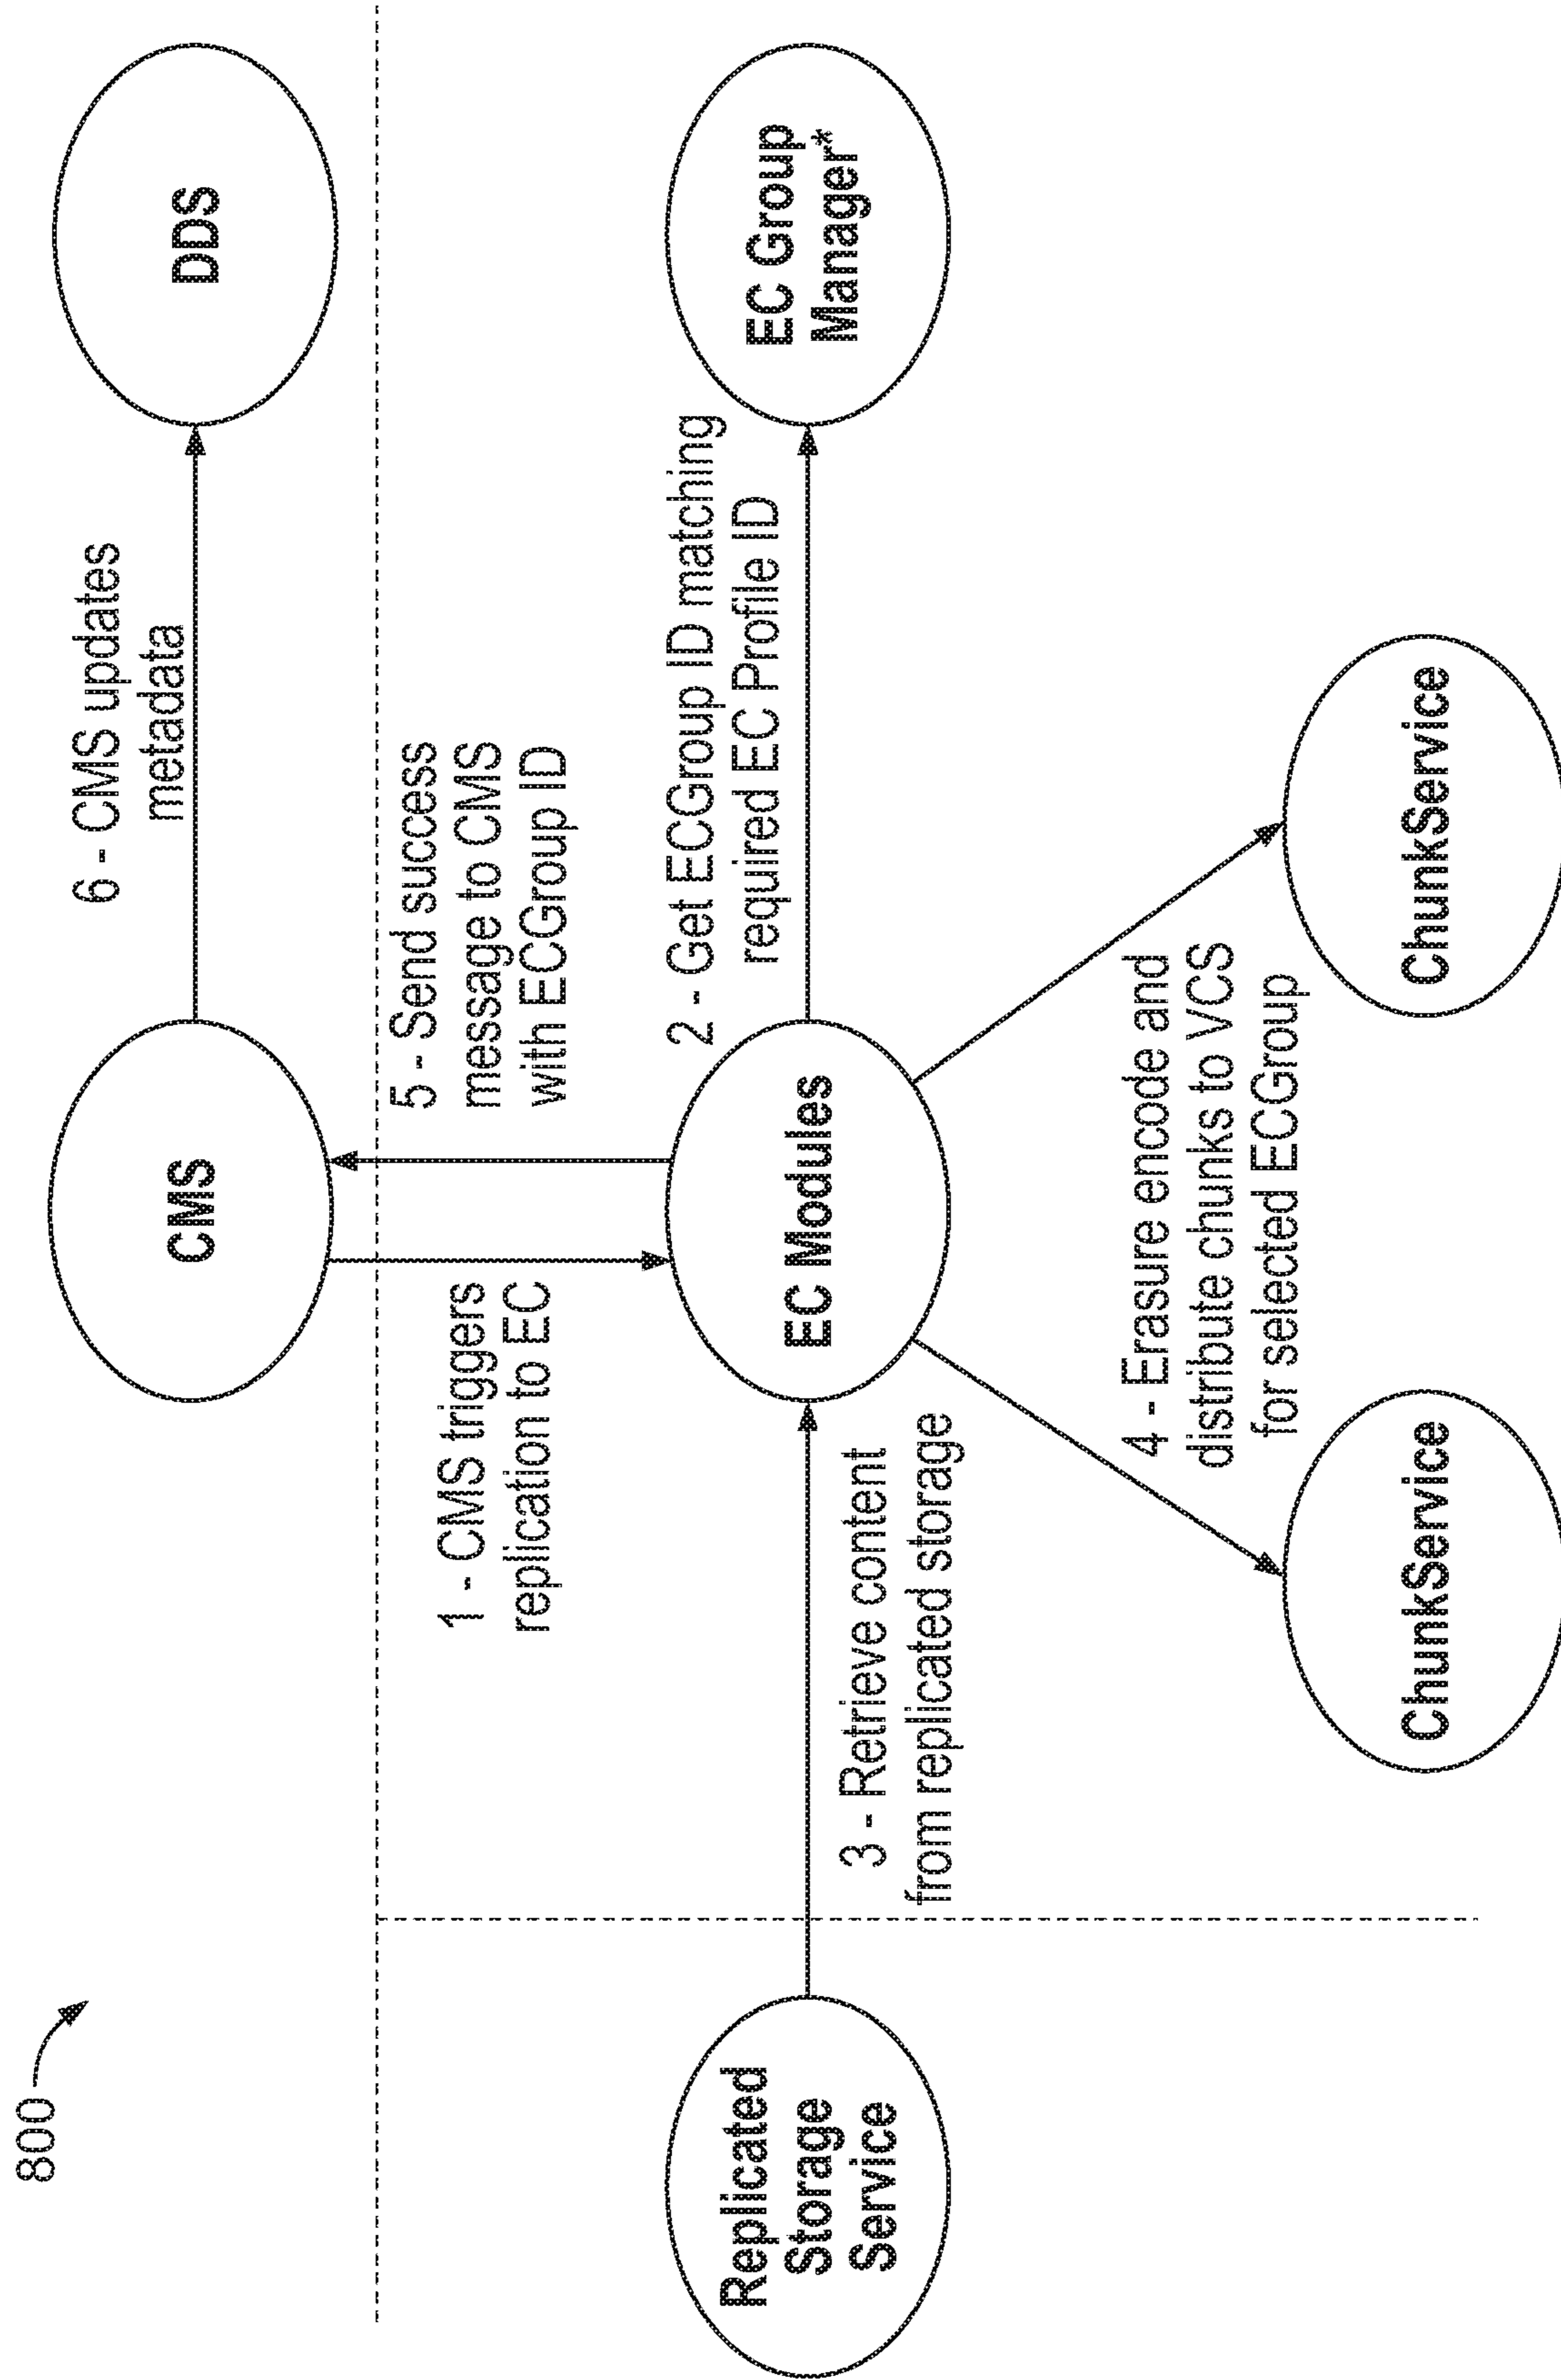 800
CMS
DDS
6 - CMS updates
metadata
1 - CMS triggers
replication to EC
5 - Send success
message to CMS
with ECGroup ID
Replicated
Storage
Service
3 - Retrieve content
from replicated storage
EC Modules
2 - Get ECGroup ID matching
required EC Profile ID
EC Group
Manager*
4 - Erasure encode and
distribute chunks to VCS
for selected ECGroup
ChunkService
ChunkService